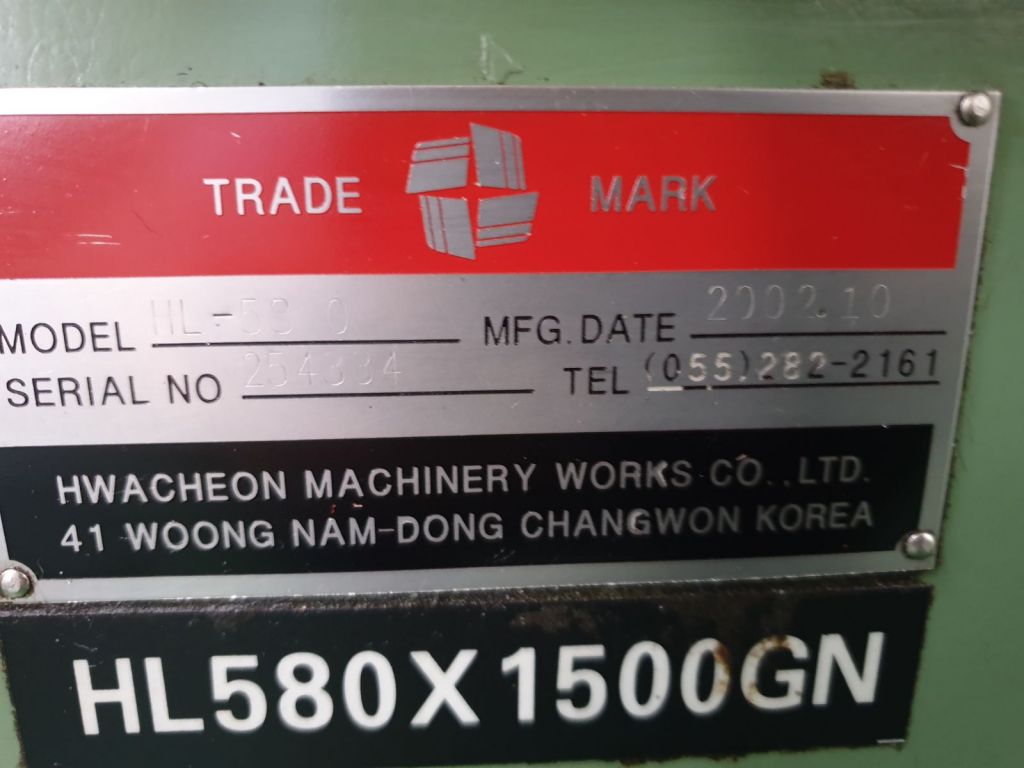 TRADE MARK
MODEL HL-580 MFG. DATE 2002.10
SERIAL NO 254334 TEL (055)282-2161
HWACHEON MACHINERY WORKS CO.,LTD.
41 WOONG NAM-DONG CHANGWON KOREA
HL580X1500GN